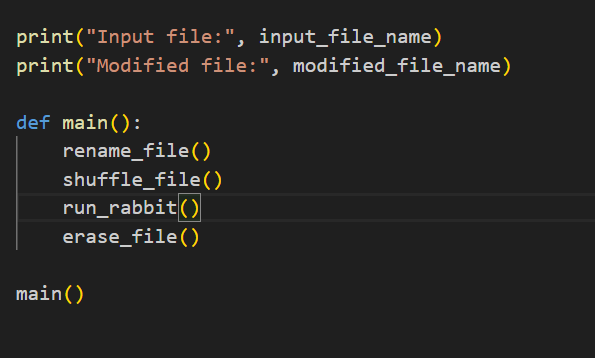 print("Input file:", input_file_name)
print("Modified file:", modified_file_name)
def main():
    rename_file()
    shuffle_file()
    run_rabbit()
    erase_file()
main()